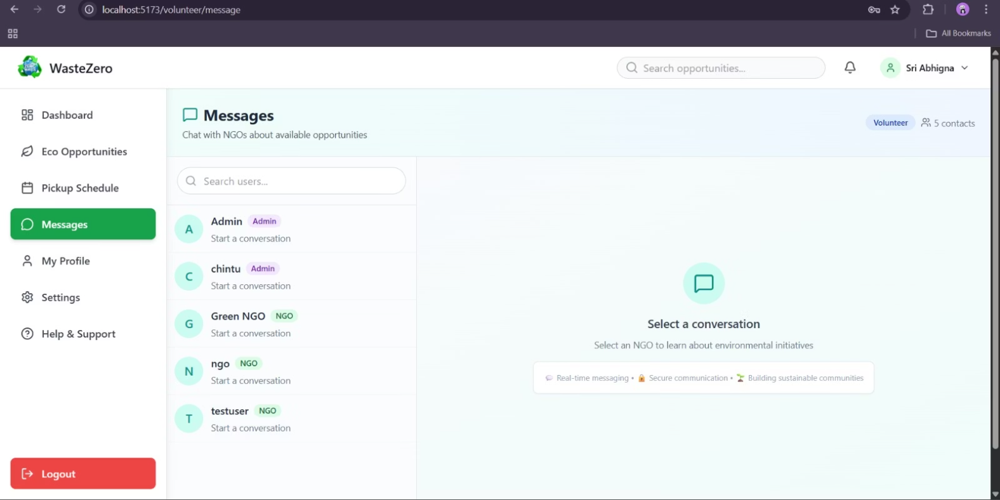 localhost:5173/volunteer/message
All Bookmarks
WasteZero
Search opportunities...
Sri Abhigna
Dashboard
Eco Opportunities
Pickup Schedule
Messages
My Profile
Settings
Help & Support
Logout
Messages
Chat with NGOs about available opportunities
Volunteer
5 contacts
Search users...
Admin Admin
Start a conversation
chintu Admin
Start a conversation
Green NGO NGO
Start a conversation
ngo NGO
Start a conversation
testuser NGO
Start a conversation
A
C
G
N
T
Select a conversation
Select an NGO to learn about environmental initiatives
💬 Real-time messaging • 🔒 Secure communication • 🌱 Building sustainable communities